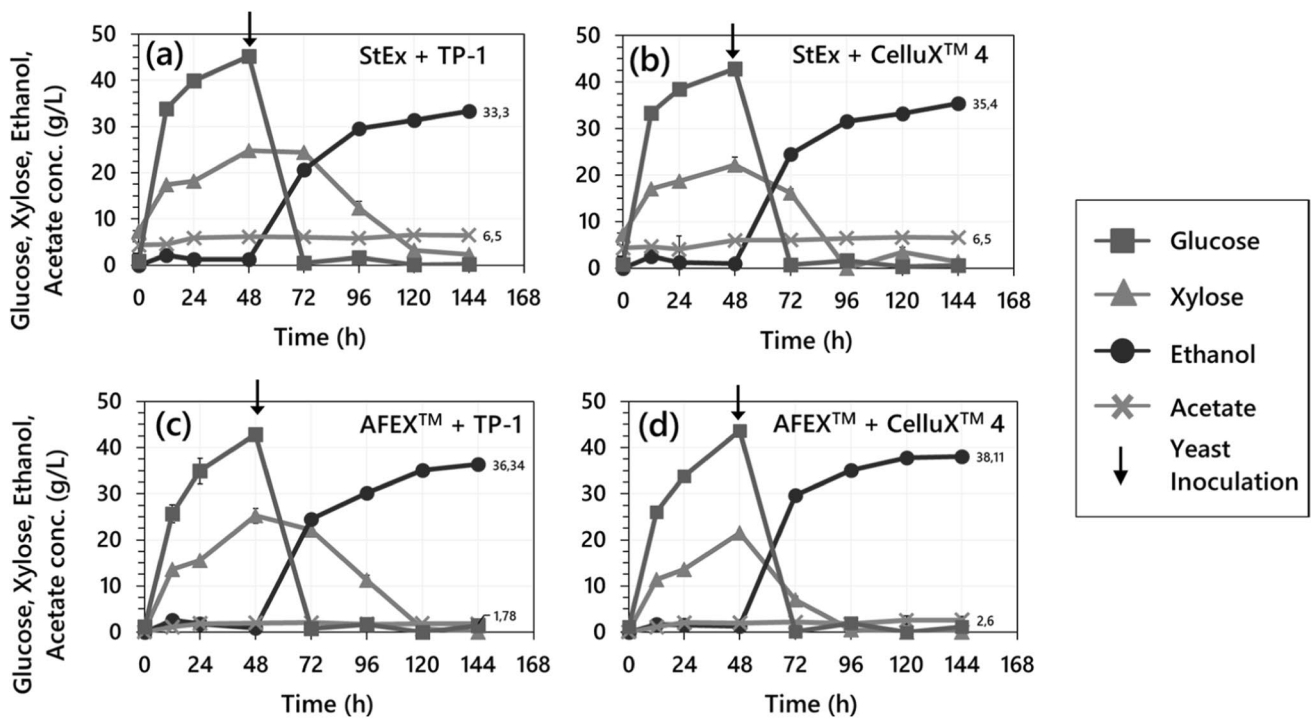 Glucose, Xylose, Ethanol,
Acetate conc. (g/L)
50
40
30
20
10
0
(a)
StEx + TP-1
33,3
6,5
0 24 48 72 96 120 144 168
Time (h)
50
40
30
20
10
0
(b)
StEx + CelluX™ 4
35,4
6,5
0 24 48 72 96 120 144 168
Time (h)
Glucose, Xylose, Ethanol,
Acetate conc. (g/L)
50
40
30
20
10
0
(c)
AFEX™ + TP-1
36,34
1,78
0 24 48 72 96 120 144 168
Time (h)
50
40
30
20
10
0
(d)
AFEX™ + CelluX™ 4
38,11
2,6
0 24 48 72 96 120 144 168
Time (h)
Glucose
Xylose
Ethanol
Acetate
Yeast
Inoculation